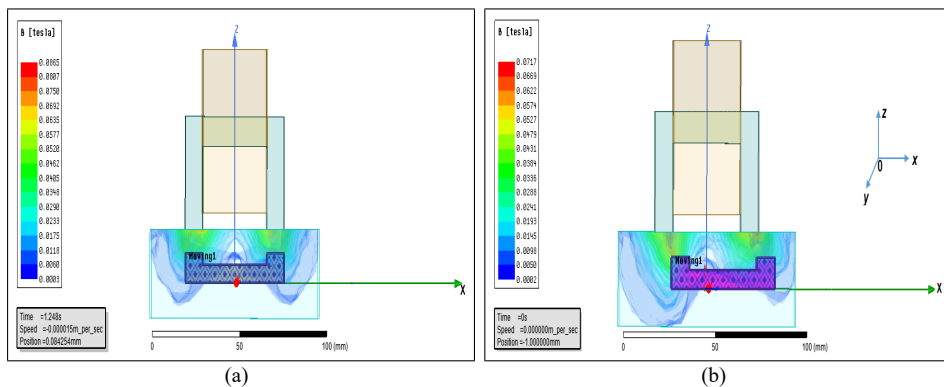 B [tesla]
0.0865
0.0807
0.0750
0.0692
0.0635
0.0577
0.0520
0.0462
0.0405
0.0348
0.0290
0.0233
0.0175
0.0118
0.0060
0.0003
Z
Moving1
X
Time =1.248s
Speed =-0.000015m_per_sec
Position =0.084254mm
0 50 100 (mm)
(a)
B [tesla]
0.0717
0.0669
0.0622
0.0574
0.0527
0.0479
0.0431
0.0384
0.0336
0.0288
0.0241
0.0193
0.0145
0.0098
0.0050
0.0002
Z
Moving1
X
z
0 x
y
Time =0s
Speed =0.000000m_per_sec
Position =-1.000000mm
0 50 100 (mm)
(b)